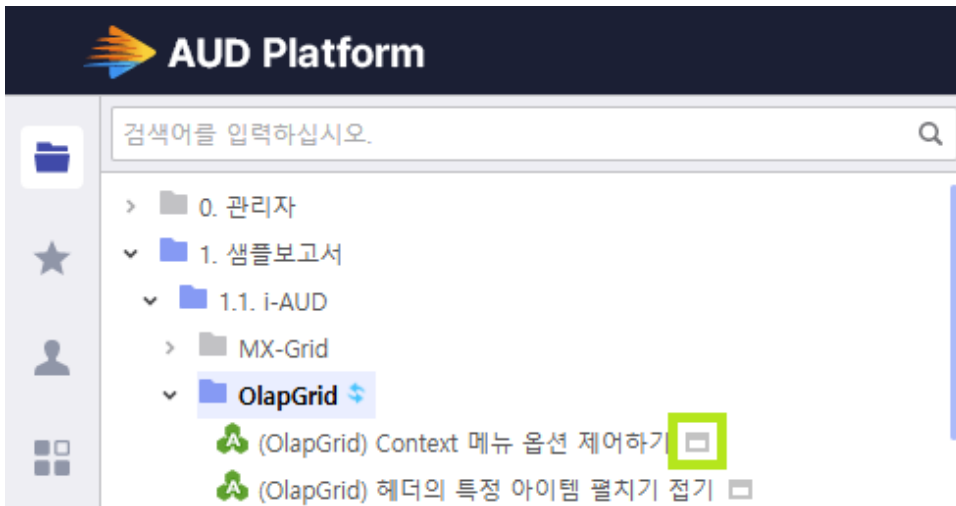 AUD Platform
검색어를 입력하십시오.
0. 관리자
1. 샘플보고서
1.1. i-AUD
MX-Grid
OlapGrid
(OlapGrid) Context 메뉴 옵션 제어하기
(OlapGrid) 헤더의 특정 아이템 펼치기 접기